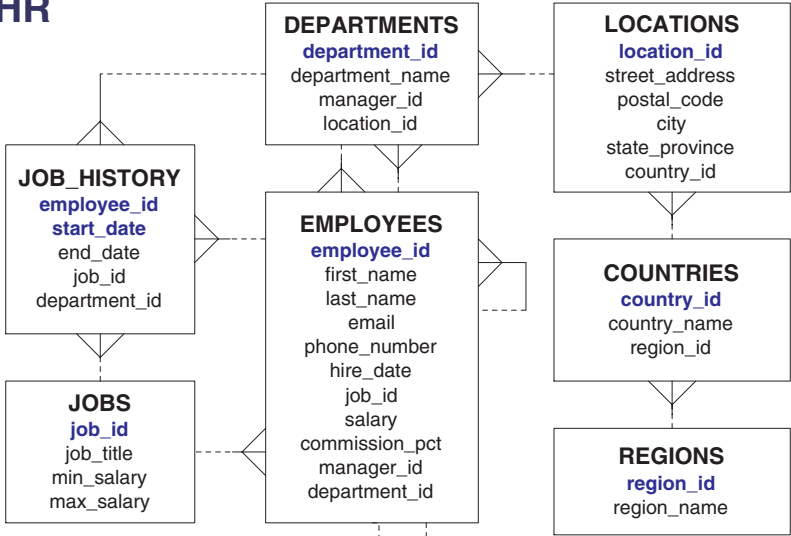 HR
DEPARTMENTS
department_id
department_name
manager_id
location_id
LOCATIONS
location_id
street_address
postal_code
city
state_province
country_id
JOB_HISTORY
employee_id
start_date
end_date
job_id
department_id
EMPLOYEES
employee_id
first_name
last_name
email
phone_number
hire_date
job_id
salary
commission_pct
manager_id
department_id
COUNTRIES
country_id
country_name
region_id
JOBS
job_id
job_title
min_salary
max_salary
REGIONS
region_id
region_name